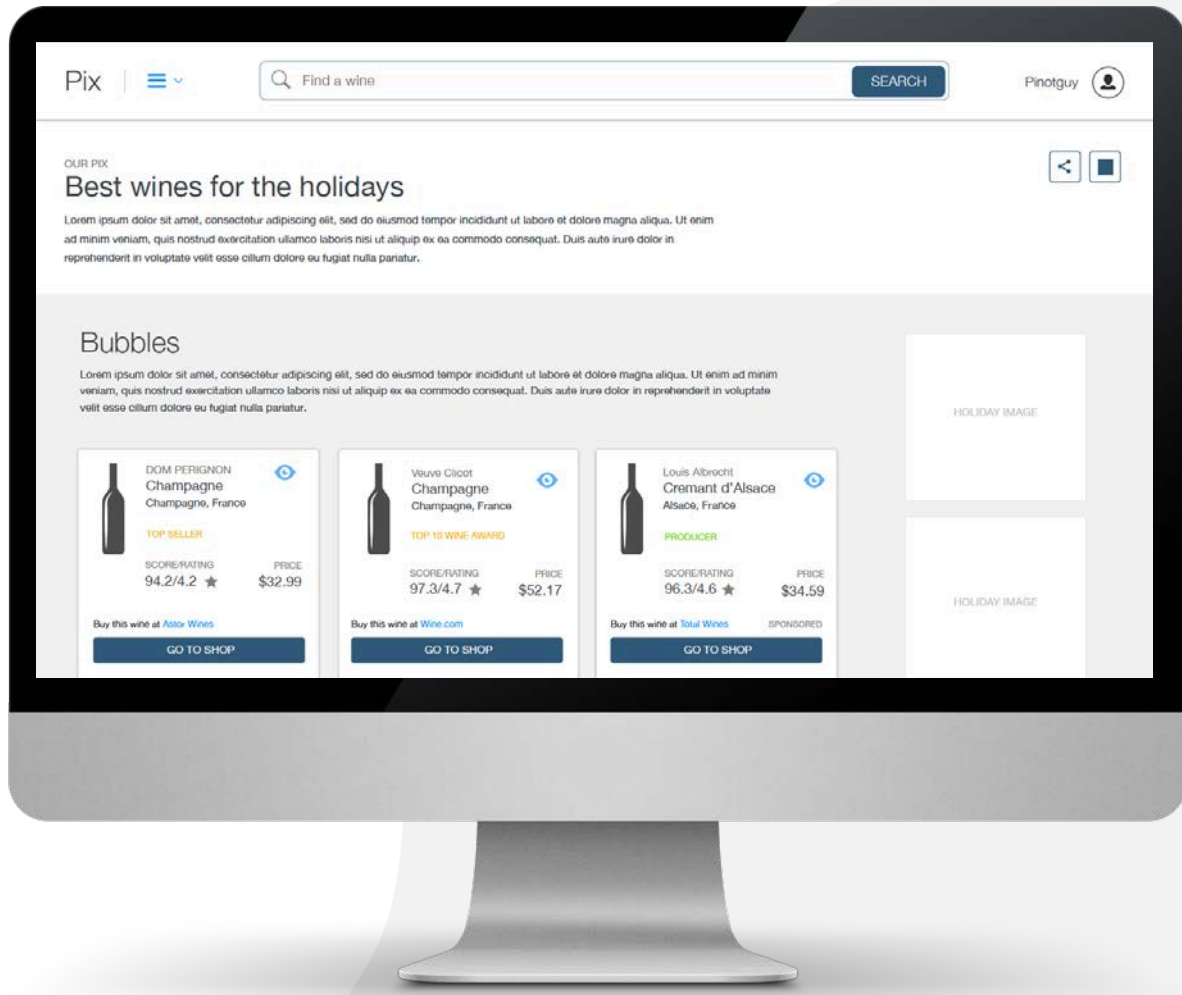 Pix
Find a wine
SEARCH
Pinotguy
OUR PIX
Best wines for the holidays
Lorem ipsum dolor sit amet, consectetur adipiscing elit, sed do eiusmod tempor incididunt ut labore et dolore magna aliqua. Ut enim
ad minim veniam, quis nostrud exercitation ullamco laboris nisi ut aliquip ex ea commodo consequat. Duis aute irure dolor in
reprehenderit in voluptate velit esse cillum dolore eu fugiat nulla pariatur.
Bubbles
Lorem ipsum dolor sit amet, consectetur adipiscing elit, sed do eiusmod tempor incididunt ut labore et dolore magna aliqua. Ut enim ad minim
veniam, quis nostrud exercitation ullamco laboris nisi ut aliquip ex ea commodo consequat. Duis aute irure dolor in reprehenderit in voluptate
velit esse cillum dolore eu fugiat nulla pariatur.
DOM PERIGNON
Champagne
Champagne, France
TOP SELLER
SCORE/RATING
PRICE
94.2/4.2 ★
$32.99
Buy this wine at Astor Wines
GO TO SHOP
Veuve Clicot
Champagne
Champagne, France
TOP 10 WINE AWARD
SCORE/RATING
PRICE
97.3/4.7 ★
$52.17
Buy this wine at Wine.com
GO TO SHOP
Louis Albrecht
Cremant d'Alsace
Alsace, France
PRODUCER
SCORE/RATING
PRICE
96.3/4.6 ★
$34.59
Buy this wine at Total Wines
SPONSORED
GO TO SHOP
HOLIDAY IMAGE
HOLIDAY IMAGE